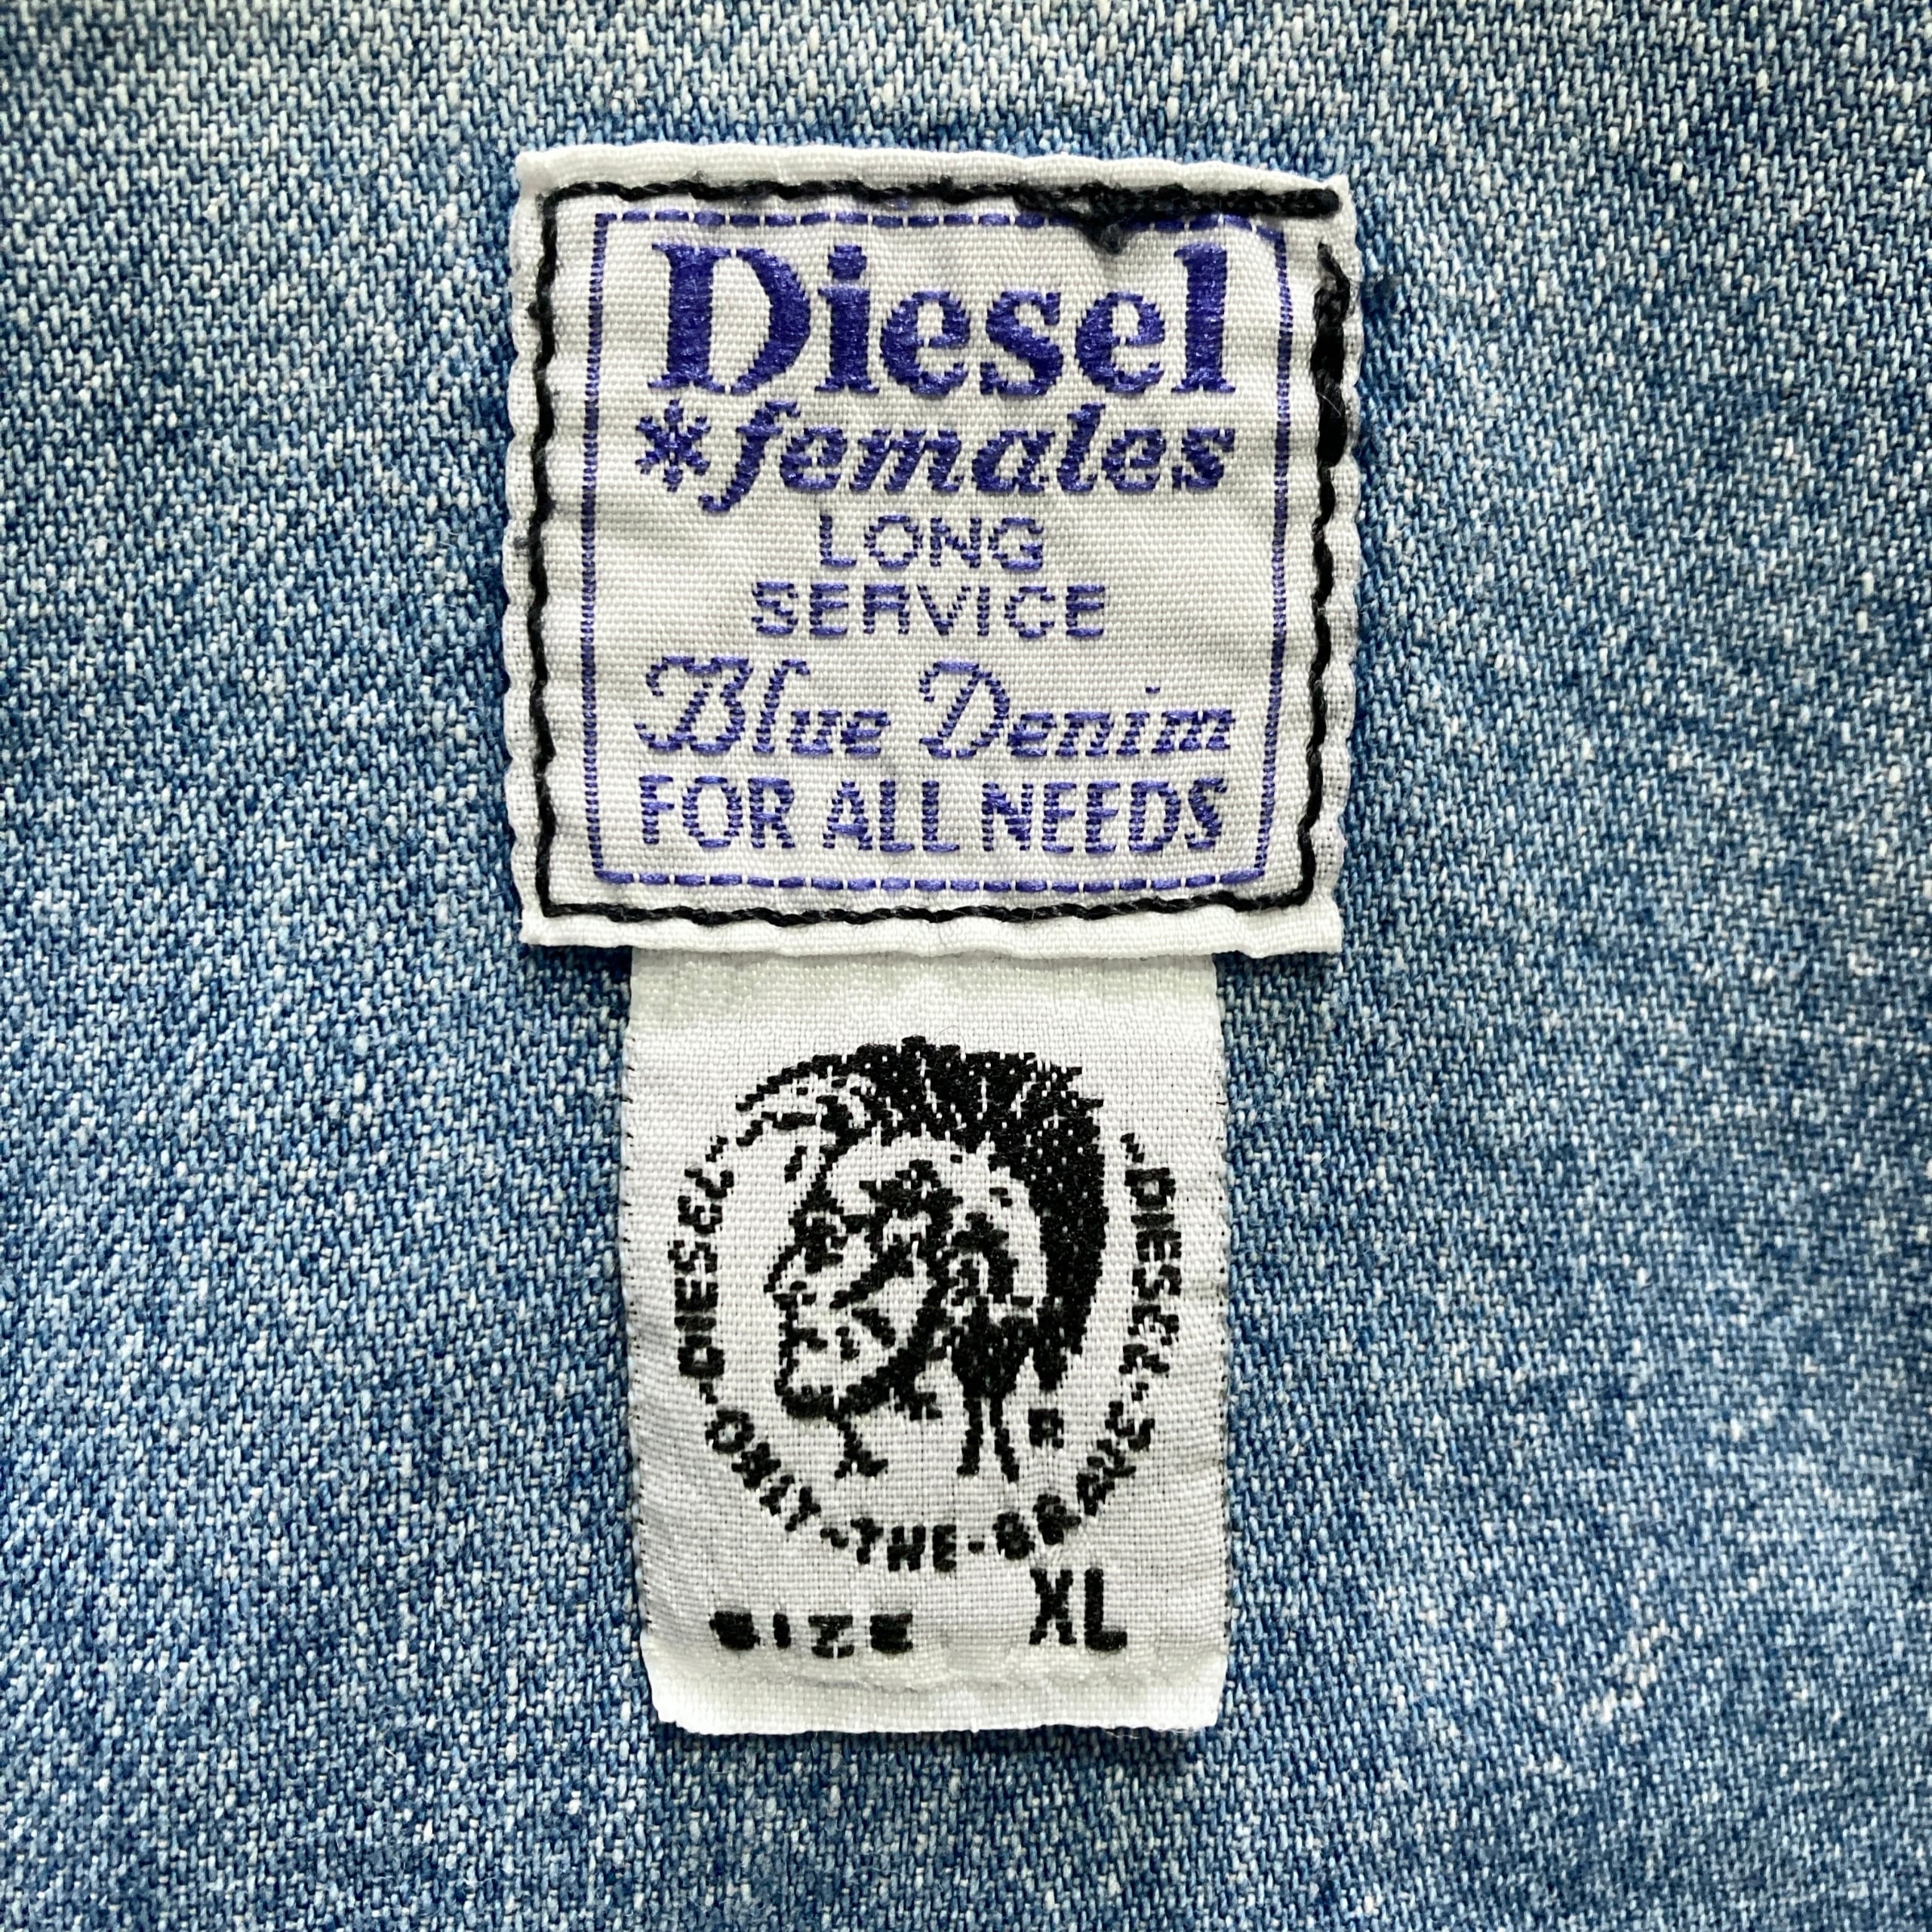 Diesel
*females
LONG
SERVICE
Blue Denim
FOR ALL NEEDS
~DIESEL~ONLY~THE-BRAVE~DIESEL~
R
SIZE XL